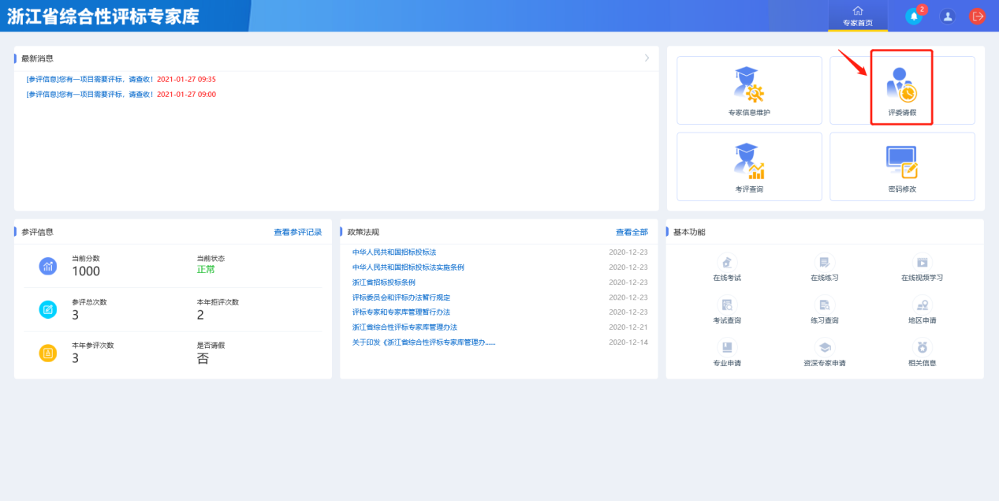 浙江省综合性评标专家库
专家首页
2
最新消息
[参评信息]您有一项目需要评标，请查收！ 2021-01-27 09:35
[参评信息]您有一项目需要评标，请查收！ 2021-01-27 09:00
专家信息维护
评委请假
考评查询
密码修改
参评信息 查看参评记录
当前分数 当前状态
1000 正常
参评总次数 本年拒评次数
3 2
本年参评次数 是否请假
3 否
政策法规 查看全部
中华人民共和国招标投标法 2020-12-23
中华人民共和国招标投标法实施条例 2020-12-23
浙江省招标投标条例 2020-12-23
评标委员会和评标办法暂行规定 2020-12-23
评标专家和专家库管理暂行办法 2020-12-23
浙江省综合性评标专家库管理办法 2020-12-21
关于印发《浙江省综合性评标专家库管理办...... 2020-12-14
基本功能
在线考试 在线练习 在线视频学习
考试查询 练习查询 地区申请
专业申请 资深专家申请 相关信息